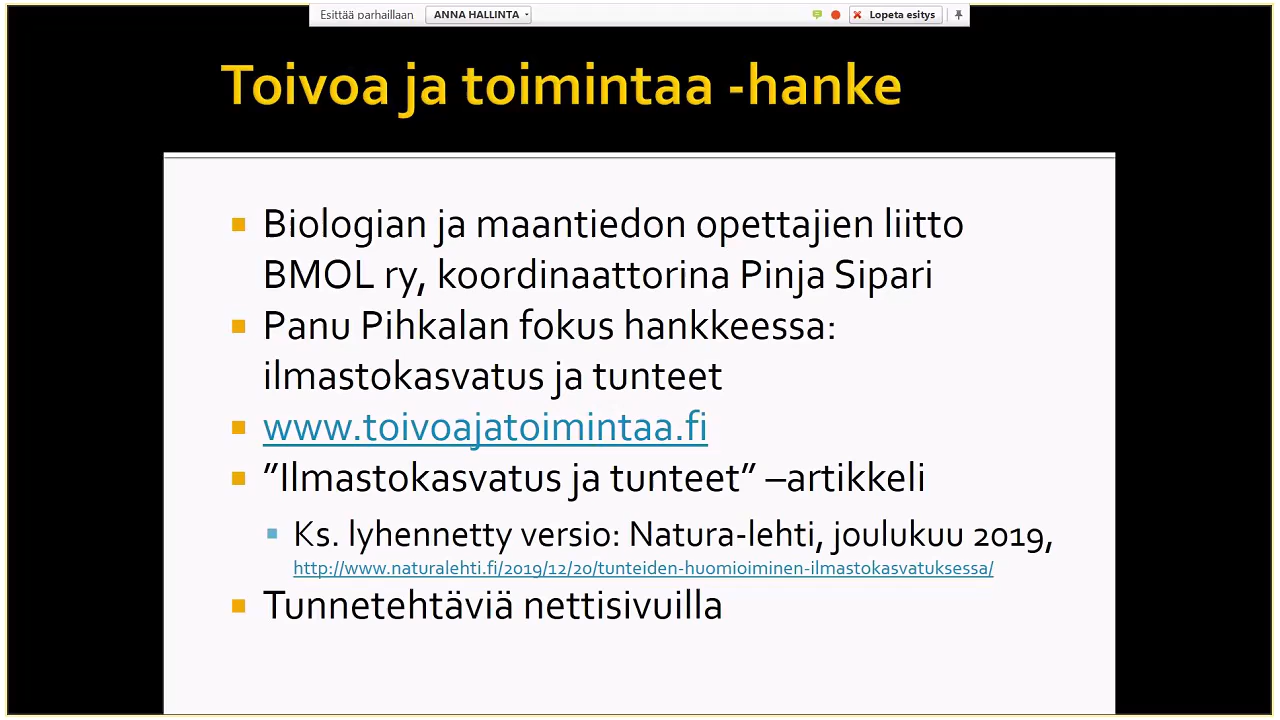 Esittää parhaillaan ANNA HALLINTA Lopeta esitys
Toivoa ja toimintaa -hanke
Biologian ja maantiedon opettajien liitto
BMOL ry, koordinaattorina Pinja Sipari
Panu Pihkalan fokus hankkeessa:
ilmastokasvatus ja tunteet
www.toivoajatoimintaa.fi
”Ilmastokasvatus ja tunteet” –artikkeli
Ks. lyhennetty versio: Natura-lehti, joulukuu 2019,
http://www.naturalehti.fi/2019/12/20/tunteiden-huomioiminen-ilmastokasvatuksessa/
Tunnetehtäviä nettisivuilla